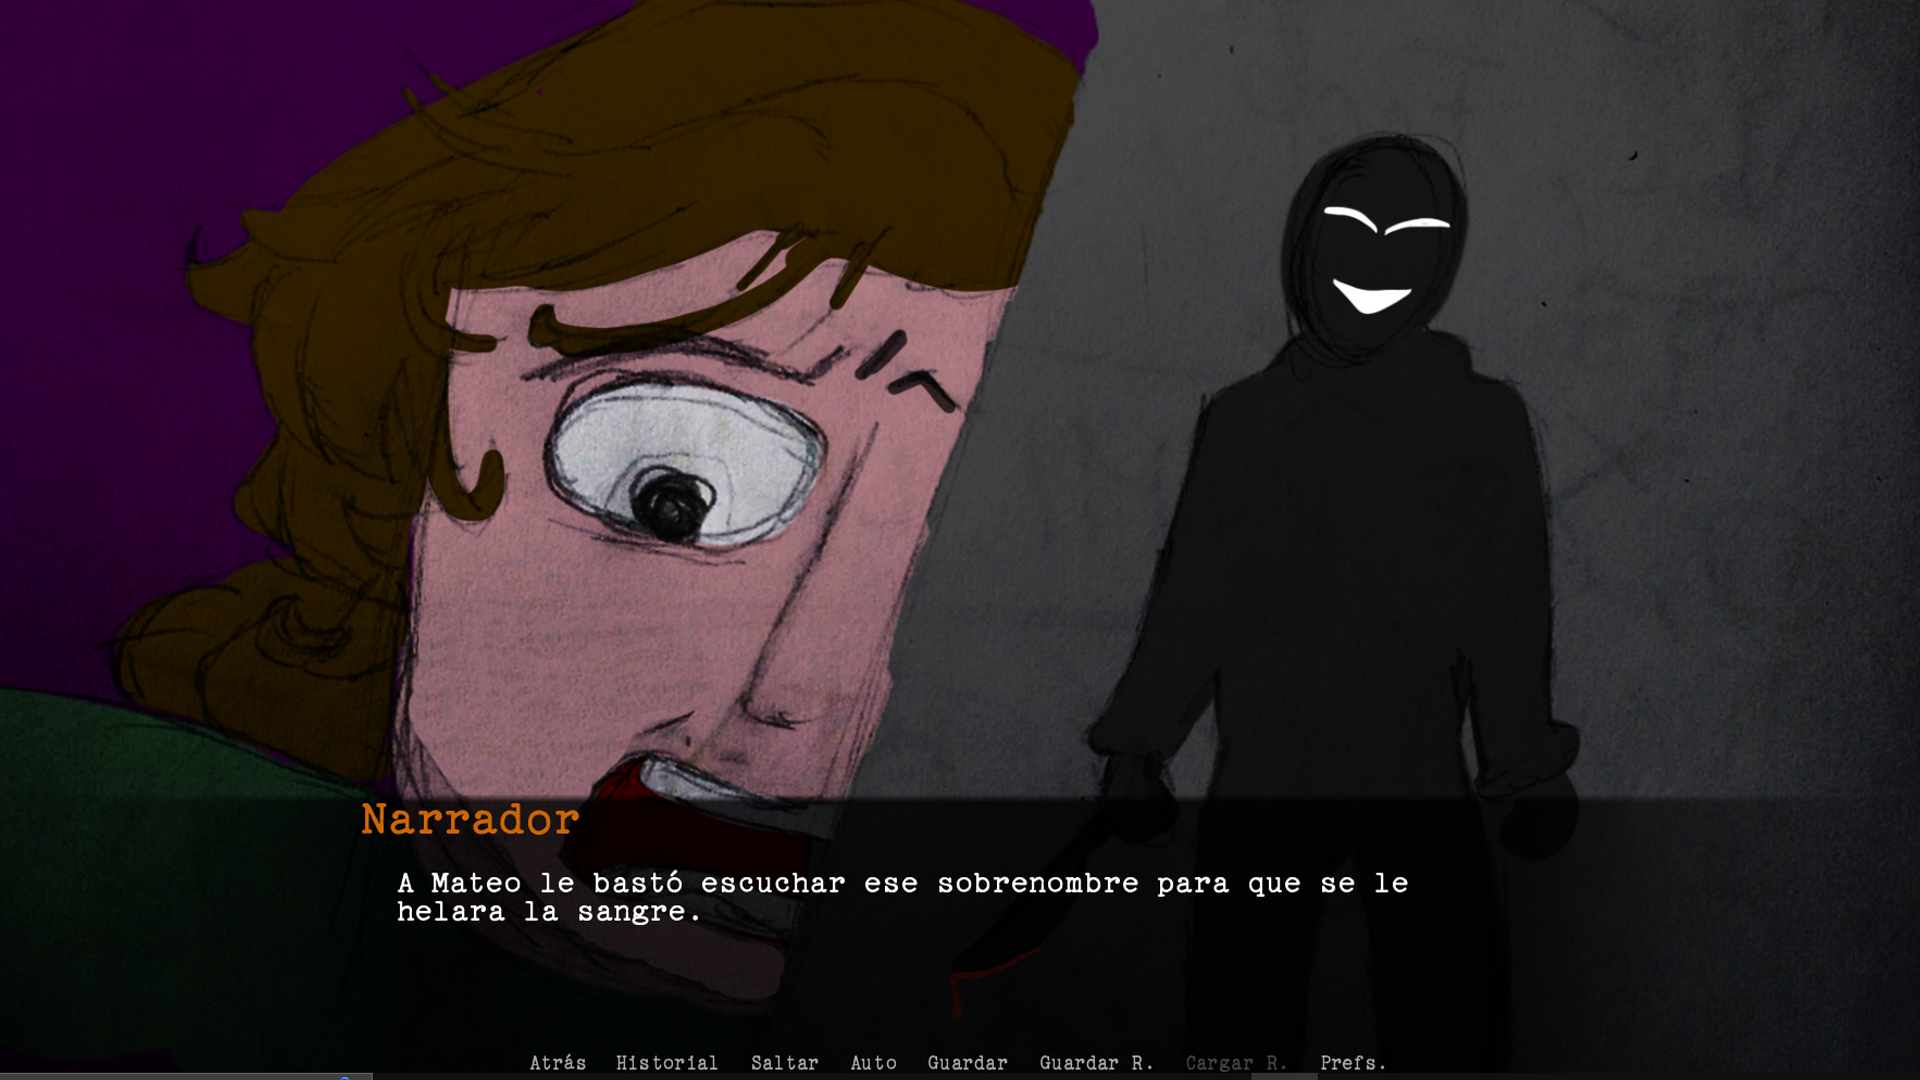 Narrador
A Mateo le bastó escuchar ese sobrenombre para que se le
helara la sangre.
Atrás Historial Saltar Auto Guardar Guardar R. Cargar R. Prefs.